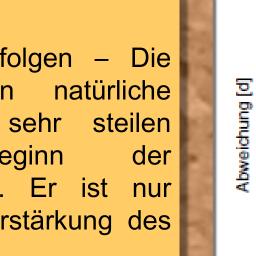 folgen – Die
n natürliche
sehr steilen
eginn der
. Er ist nur
rstärkung des
Abweichung [d]